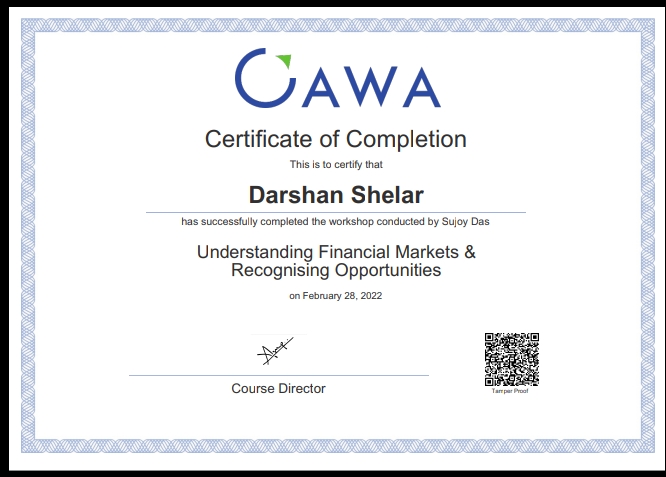 CAWA
Certificate of Completion
This is to certify that
Darshan Shelar
has successfully completed the workshop conducted by Sujoy Das
Understanding Financial Markets &
Recognising Opportunities
on February 28, 2022
Course Director
Tamper Proof